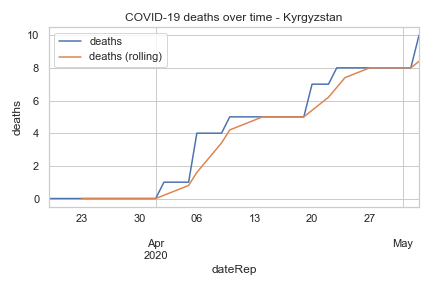 COVID-19 deaths over time - Kyrgyzstan
deaths
deaths (rolling)
10
8
6
4
2
0
deaths
23
30
06
13
20
27
Apr
2020
May
dateRep